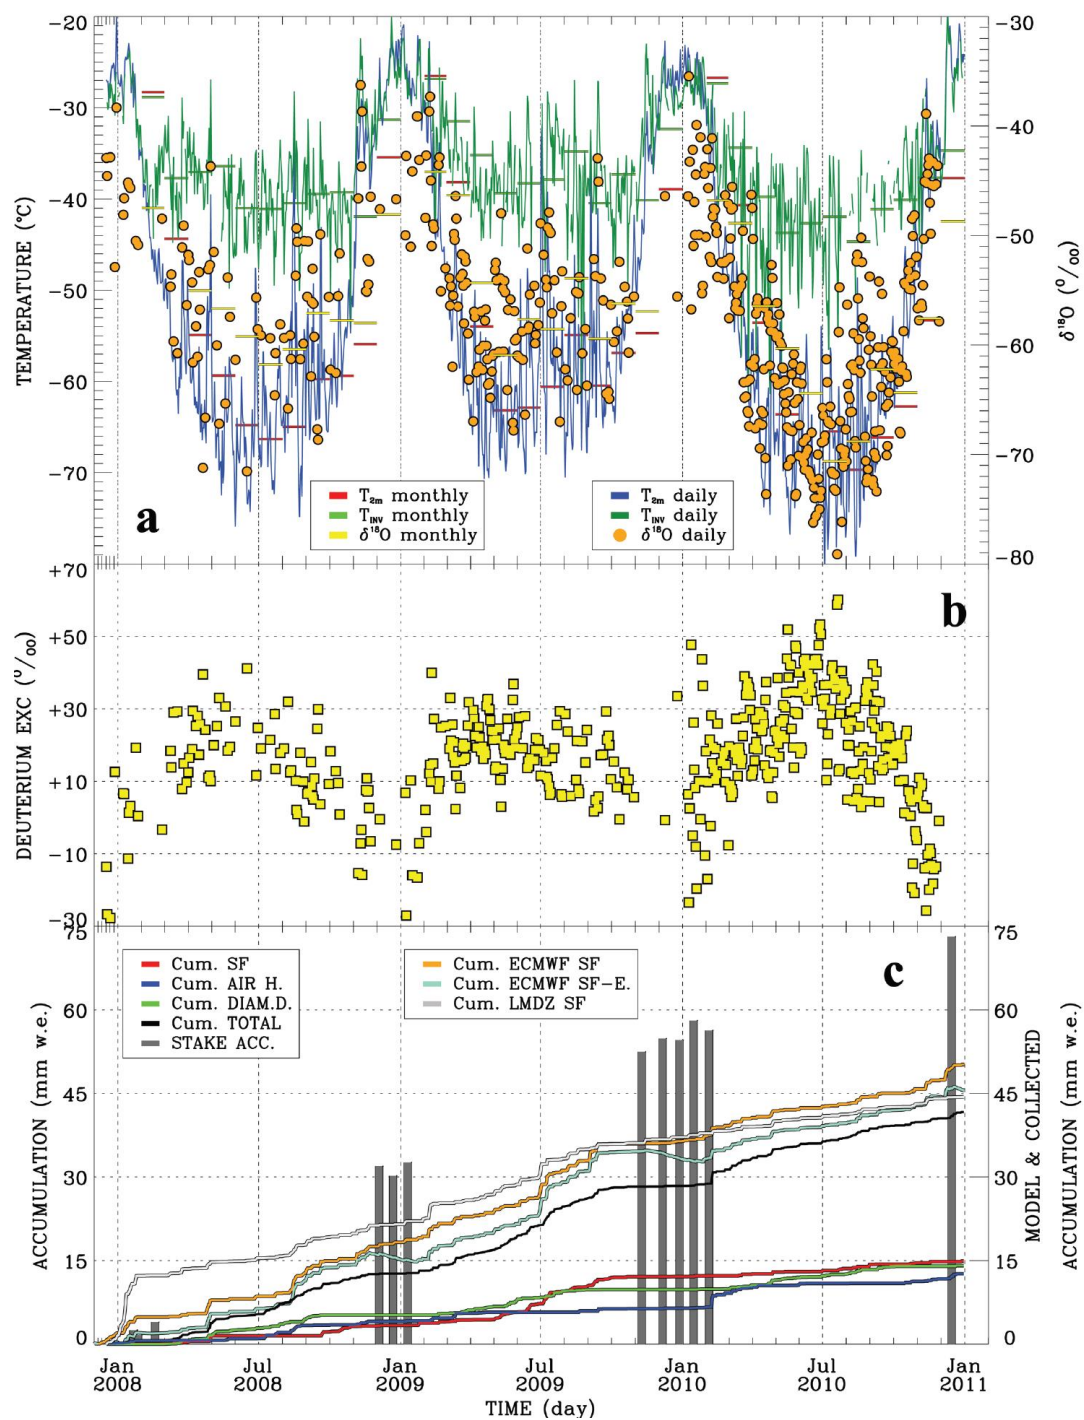 −20
−30
−40
−50
−60
−70
TEMPERATURE (°C)
−30
−40
−50
−60
−70
−80
δ¹⁸O (⁰/₀₀)
T₂ₘ monthly
Tᵢₙᵥ monthly
δ¹⁸O monthly
T₂ₘ daily
Tᵢₙᵥ daily
δ¹⁸O daily
a
+70
+50
+30
+10
−10
−30
DEUTERIUM EXC (⁰/₀₀)
b
75
60
45
30
15
0
ACCUMULATION (mm w.e.)
Cum. SF
Cum. AIR H.
Cum. DIAM.D.
Cum. TOTAL
STAKE ACC.
Cum. ECMWF SF
Cum. ECMWF SF−E.
Cum. LMDZ SF
c
75
60
45
30
15
0
MODEL & COLLECTED
ACCUMULATION (mm w.e.)
Jan Jul Jan Jul Jan Jul Jan
2008 2008 2009 2009 2010 2010 2011
TIME (day)